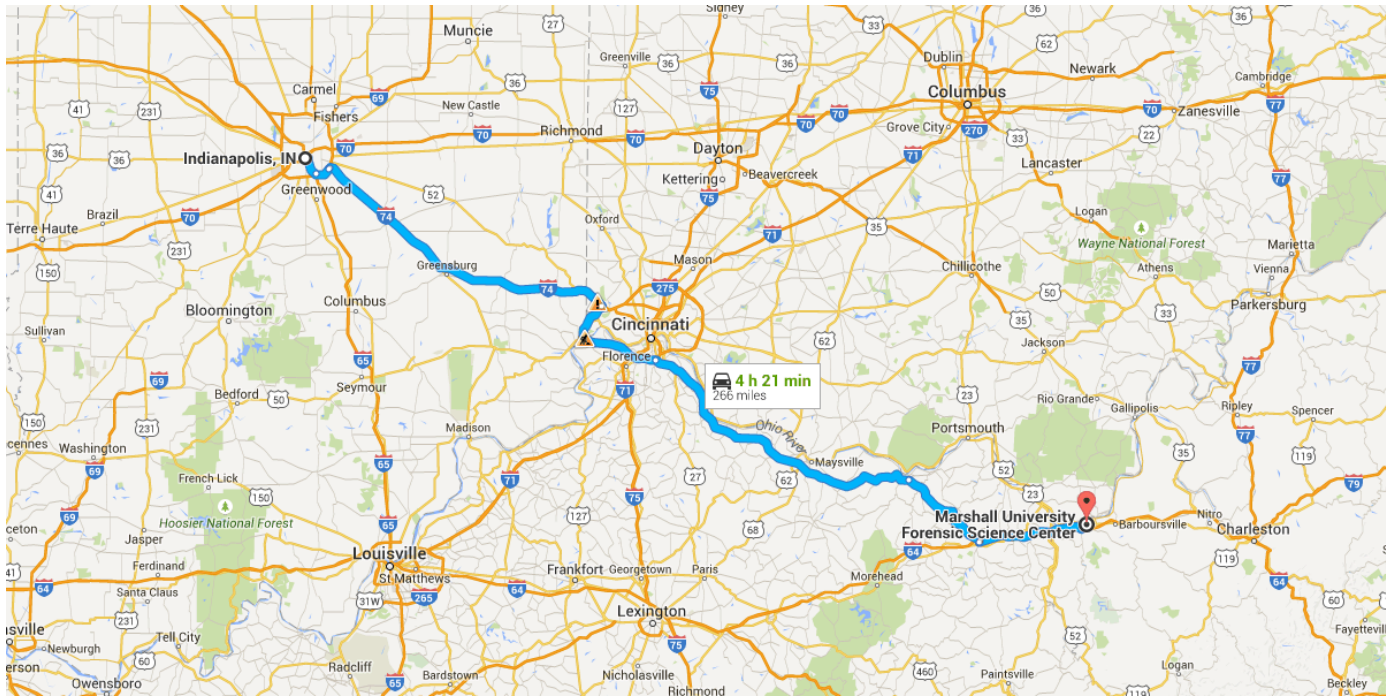 Sidney
33
36
Muncie
33
36
62
Dublin
36
Greenville
36
36
Newark
Cambridge
36
Carmel
69
75
Columbus
77
New Castle
127
70
Zanesville
70
231
Fishers
70
70
Richmond
70
Grove City
270
22
36
36
70
33
Indianapolis, IN
Dayton
71
Lancaster
Kettering
Beavercreek
77
Greenwood
52
41
75
Brazil
70
74
Logan
Terre Haute
Oxford
35
Wayne National Forest
Marietta
231
71
Mason
Athens
150
Greensburg
Chillicothe
Vienna
74
275
50
Columbus
Parkersburg
Bloomington
35
Cincinnati
Sullivan
62
Jackson
65
Florence
77
69
Seymour
4 h 21 min
266 miles
71
Bedford
50
23
Rio Grande
Gallipolis
Ripley
Spencer
150
Madison
Ohio River
Portsmouth
77
Washington
69
65
Maysville
52
35
119
French Lick
71
27
62
79
150
75
23
Hoosier National Forest
127
68
Marshall University
Forensic Science Center
Barboursville
Nitro
69
Jasper
Charleston
Louisville
64
119
Ferdinand
St Matthews
Frankfort
Georgetown
Paris
Morehead
41
64
64
64
Santa Claus
31W
265
60
231
Lexington
Tell City
52
Fayetteville
Newburgh
75
60
Radcliff
Logan
Bardstown
Nicholasville
460
Paintsville
Owensboro
65
Richmond
119
Beckley
77